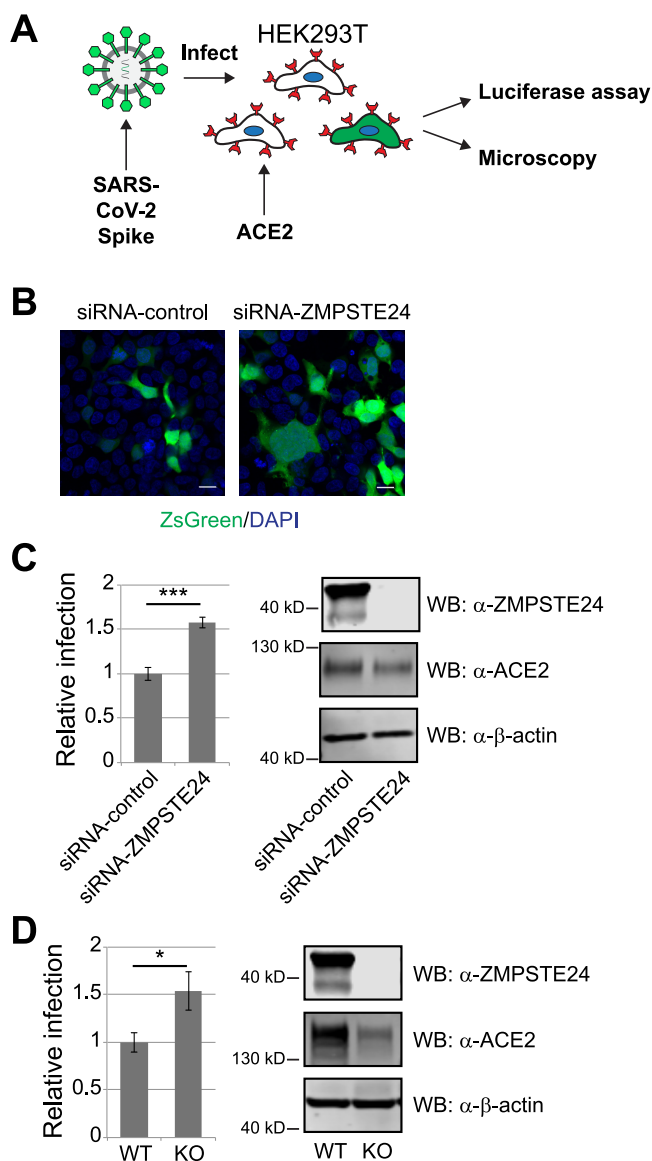 A
HEK293T
Infect
Luciferase assay
Microscopy
SARS-
CoV-2
Spike
ACE2
B
siRNA-control siRNA-ZMPSTE24
ZsGreen/DAPI
C
Relative infection
2
1.5
1
0.5
0
***
siRNA-control
siRNA-ZMPSTE24
40 kD
WB: α-ZMPSTE24
130 kD
WB: α-ACE2
WB: α-β-actin
40 kD
siRNA-control
siRNA-ZMPSTE24
D
Relative infection
2
1.5
1
0.5
0
*
WT KO
40 kD
WB: α-ZMPSTE24
WB: α-ACE2
130 kD
WB: α-β-actin
40 kD
WT KO